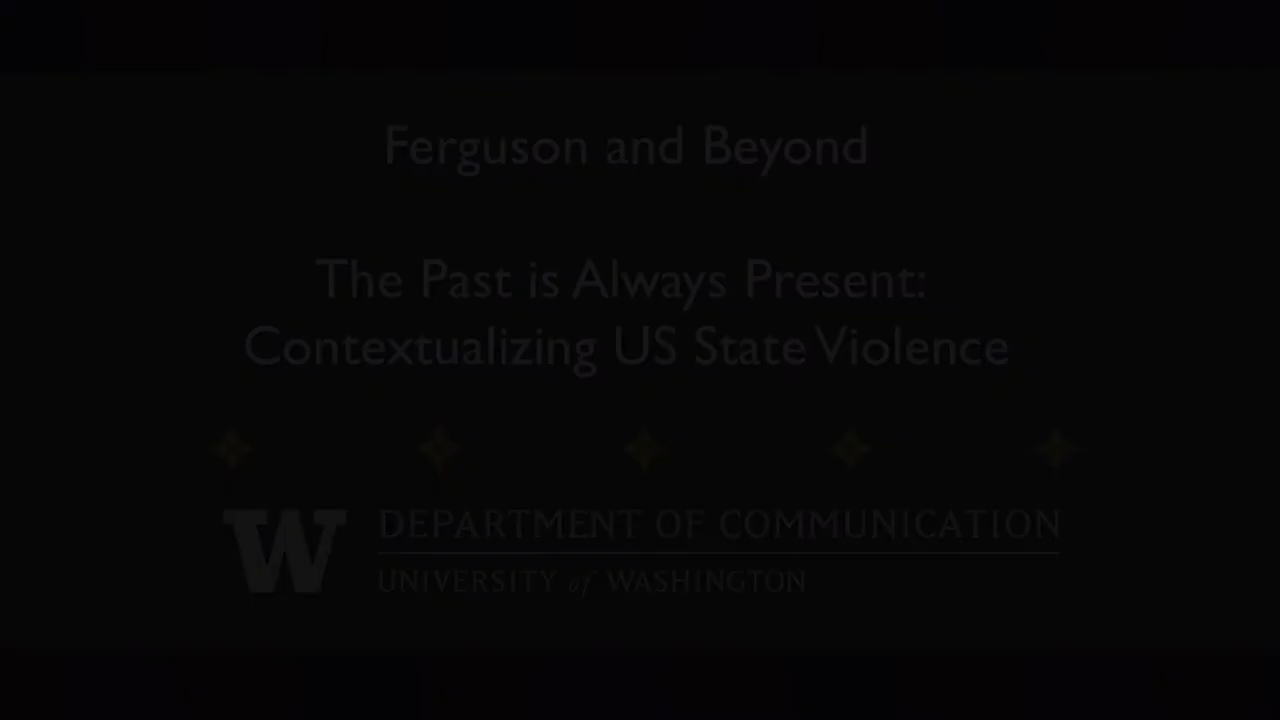 Ferguson and Beyond
The Past is Always Present:
Contextualizing US State Violence
W
DEPARTMENT OF COMMUNICATION
UNIVERSITY of WASHINGTON